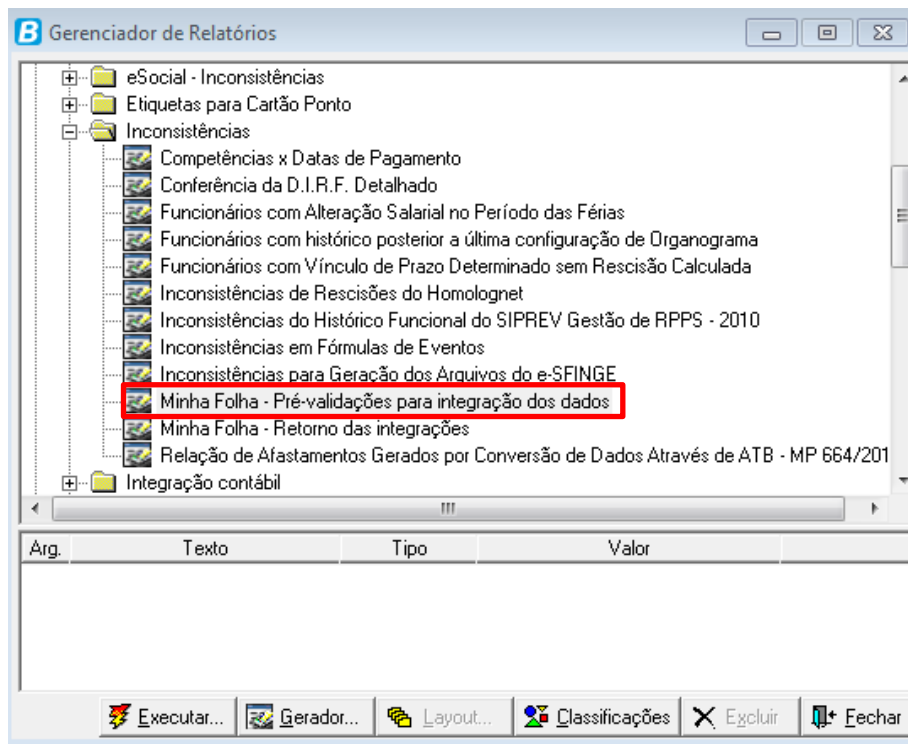 B Gerenciador de Relatórios
eSocial - Inconsistências
Etiquetas para Cartão Ponto
Inconsistências
Competências x Datas de Pagamento
Conferência da D.I.R.F. Detalhado
Funcionários com Alteração Salarial no Período das Férias
Funcionários com histórico posterior a última configuração de Organograma
Funcionários com Vínculo de Prazo Determinado sem Rescisão Calculada
Inconsistências de Rescisões do Homolognet
Inconsistências do Histórico Funcional do SIPREV Gestão de RPPS - 2010
Inconsistências em Fórmulas de Eventos
Inconsistências para Geração dos Arquivos do e-SFINGE
Minha Folha - Pré-validações para integração dos dados
Minha Folha - Retorno das integrações
Relação de Afastamentos Gerados por Conversão de Dados Através de ATB - MP 664/201
Integração contábil
Arg. Texto Tipo Valor
Executar... Gerador... Layout... Classificações Excluir Fechar